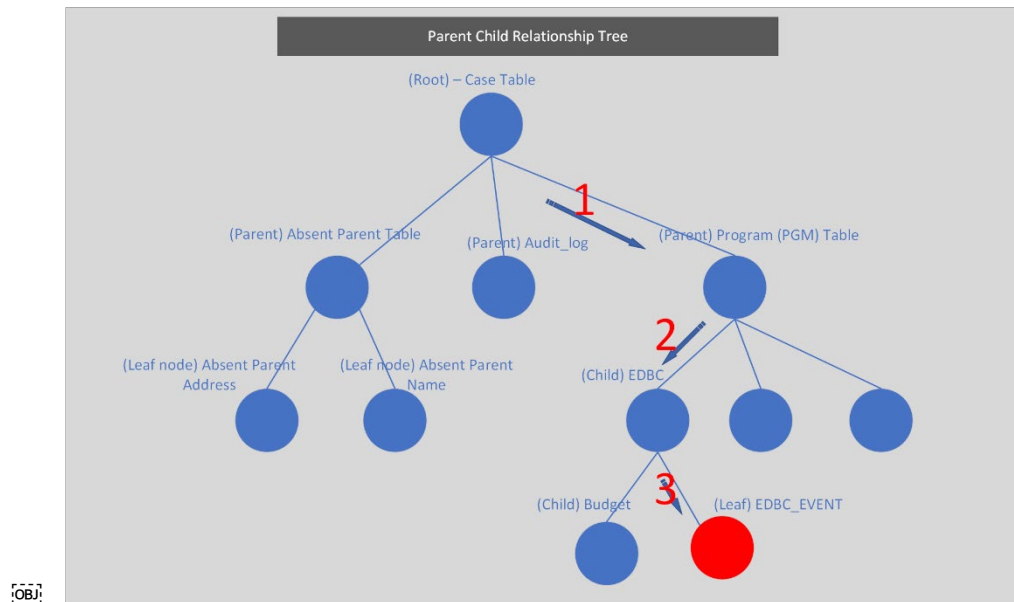 Parent Child Relationship Tree
(Root) – Case Table
1
(Parent) Absent Parent Table
(Parent) Audit_log
(Parent) Program (PGM) Table
2
(Leaf node) Absent Parent
Address
(Leaf node) Absent Parent
Name
(Child) EDBC
3
(Child) Budget
(Leaf) EDBC_EVENT
OBJ